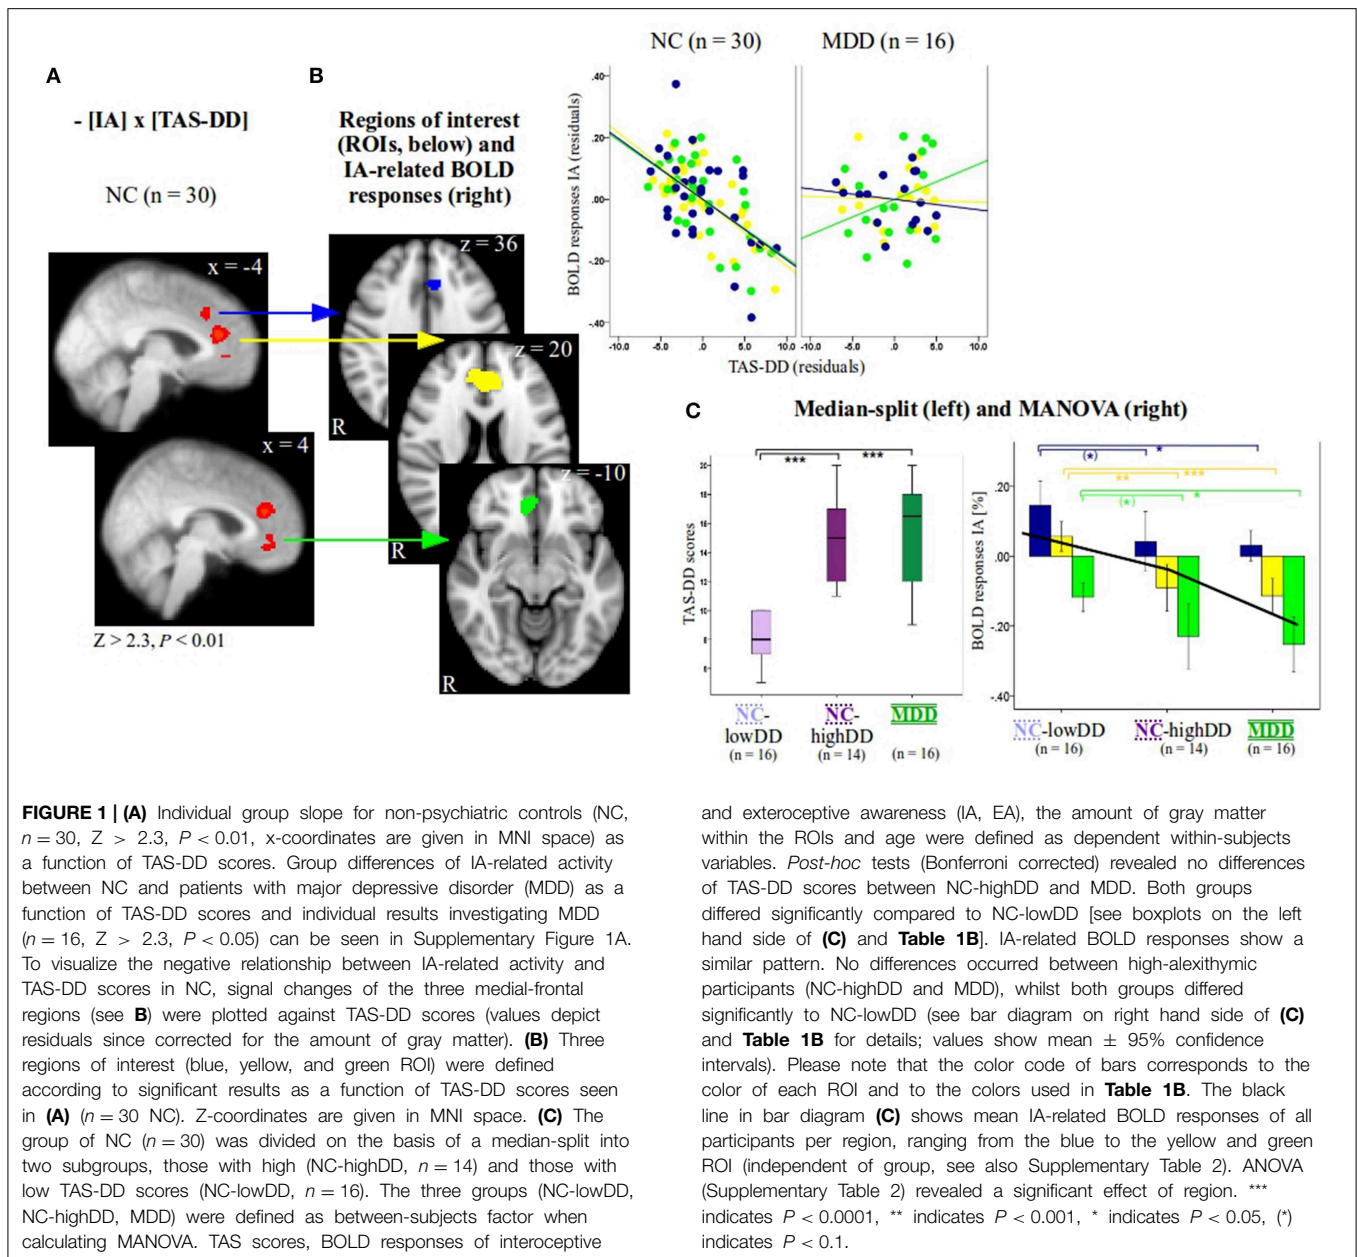 A
- [IA] x [TAS-DD]
NC (n = 30)
x = -4
x = 4
Z > 2.3, P < 0.01
B
Regions of interest
(ROIs, below) and
IA-related BOLD
responses (right)
z = 36
R
z = 20
R
z = -10
R
NC (n = 30)
MDD (n = 16)
BOLD responses IA (residuals)
.40
.20
.00
-.20
-.40
-10.0 -5.0 .0 5.0 10.0
-10.0 -5.0 .0 5.0 10.0
TAS-DD (residuals)
C
Median-split (left) and MANOVA (right)
TAS-DD scores
20
18
16
14
12
10
8
6
*** ***
NC-
lowDD
(n = 16)
NC-
highDD
(n = 14)
MDD
(n = 16)
BOLD responses IA [%]
.20
.00
-.20
-.40
(*) *
** ***
(*) *
NC-lowDD
(n = 16)
NC-highDD
(n = 14)
MDD
(n = 16)
FIGURE 1 | (A) Individual group slope for non-psychiatric controls (NC,
n = 30, Z > 2.3, P < 0.01, x-coordinates are given in MNI space) as
a function of TAS-DD scores. Group differences of IA-related activity
between NC and patients with major depressive disorder (MDD) as a
function of TAS-DD scores and individual results investigating MDD
(n = 16, Z > 2.3, P < 0.05) can be seen in Supplementary Figure 1A.
To visualize the negative relationship between IA-related activity and
TAS-DD scores in NC, signal changes of the three medial-frontal
regions (see B) were plotted against TAS-DD scores (values depict
residuals since corrected for the amount of gray matter). (B) Three
regions of interest (blue, yellow, and green ROI) were defined
according to significant results as a function of TAS-DD scores seen
in (A) (n = 30 NC). Z-coordinates are given in MNI space. (C) The
group of NC (n = 30) was divided on the basis of a median-split into
two subgroups, those with high (NC-highDD, n = 14) and those with
low TAS-DD scores (NC-lowDD, n = 16). The three groups (NC-lowDD,
NC-highDD, MDD) were defined as between-subjects factor when
calculating MANOVA. TAS scores, BOLD responses of interoceptive
and exteroceptive awareness (IA, EA), the amount of gray matter
within the ROIs and age were defined as dependent within-subjects
variables. Post-hoc tests (Bonferroni corrected) revealed no differences
of TAS-DD scores between NC-highDD and MDD. Both groups
differed significantly compared to NC-lowDD [see boxplots on the left
hand side of (C) and Table 1B]. IA-related BOLD responses show a
similar pattern. No differences occurred between high-alexithymic
participants (NC-highDD and MDD), whilst both groups differed
significantly to NC-lowDD (see bar diagram on right hand side of (C)
and Table 1B for details; values show mean ± 95% confidence
intervals). Please note that the color code of bars corresponds to the
color of each ROI and to the colors used in Table 1B. The black
line in bar diagram (C) shows mean IA-related BOLD responses of all
participants per region, ranging from the blue to the yellow and green
ROI (independent of group, see also Supplementary Table 2). ANOVA
(Supplementary Table 2) revealed a significant effect of region. ***
indicates P < 0.0001, ** indicates P < 0.001, * indicates P < 0.05, (*)
indicates P < 0.1.